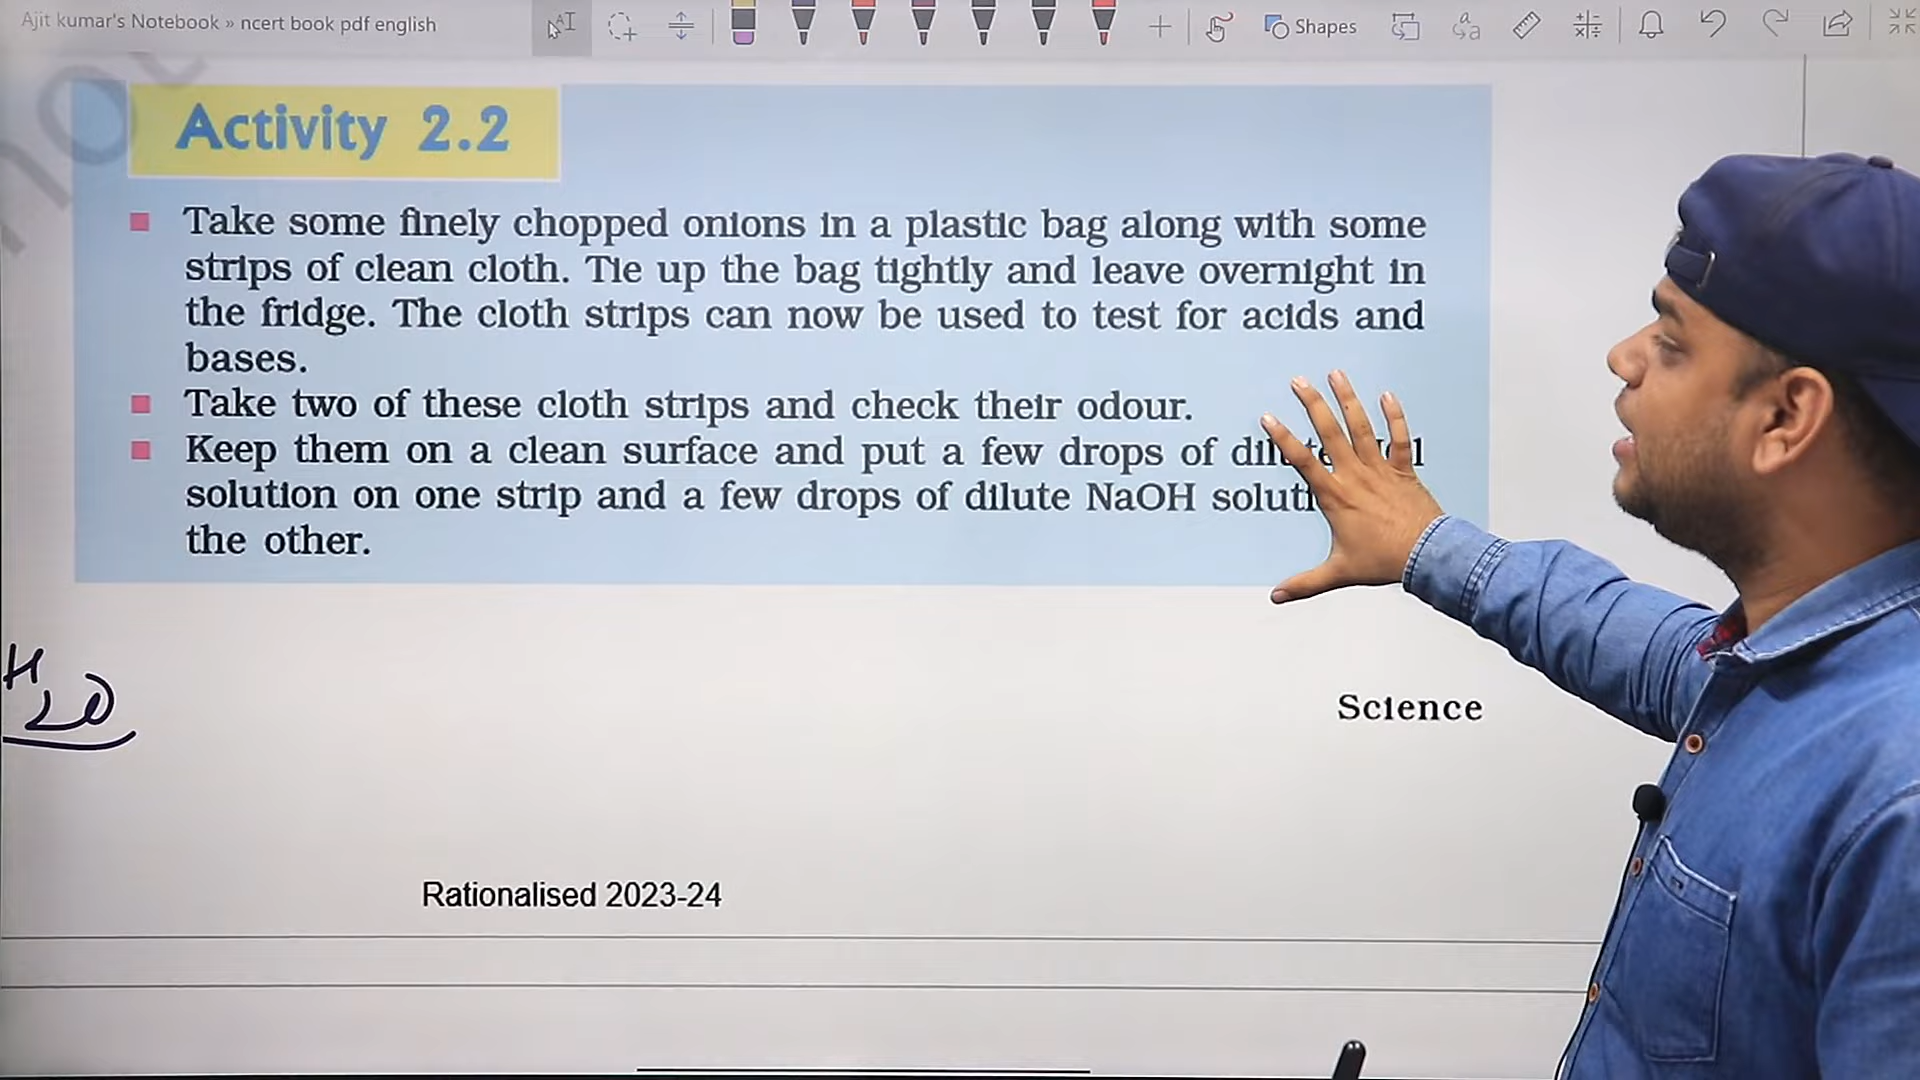 Ajit kumar's Notebook » ncert book pdf english
Shapes
Activity 2.2
Take some finely chopped onions in a plastic bag along with some
strips of clean cloth. Tie up the bag tightly and leave overnight in
the fridge. The cloth strips can now be used to test for acids and
bases.
Take two of these cloth strips and check their odour.
Keep them on a clean surface and put a few drops of
solution on one strip and a few drops of dilute NaOH
the other.
H2O
Science
Rationalised 2023-24